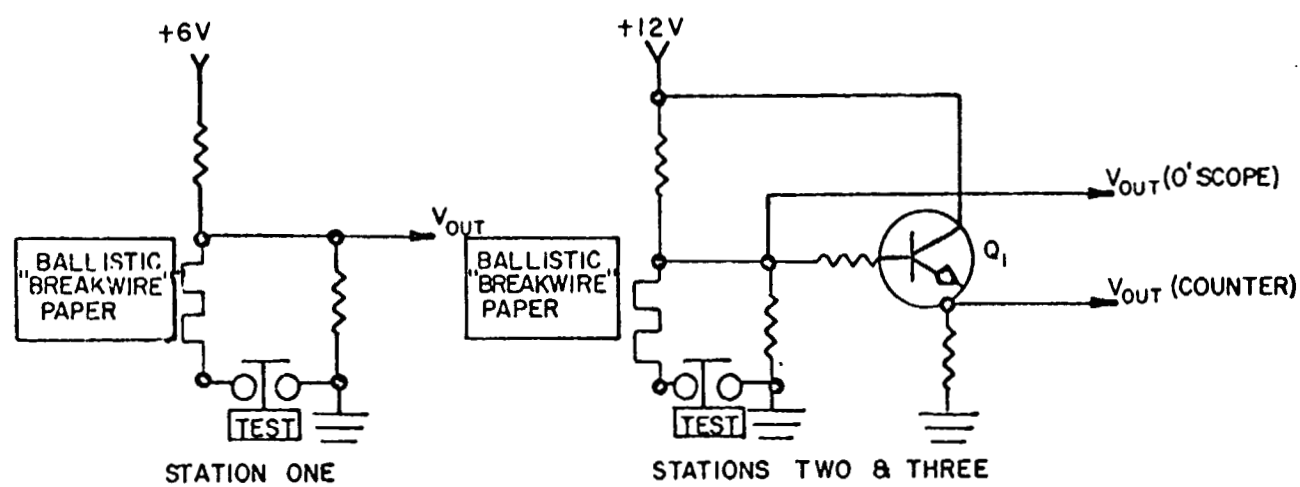 +6V
VOUT
BALLISTIC
"BREAKWIRE"
PAPER
TEST
STATION ONE
+12V
VOUT (O'SCOPE)
BALLISTIC
"BREAKWIRE"
PAPER
Q1
VOUT (COUNTER)
TEST
STATIONS TWO & THREE